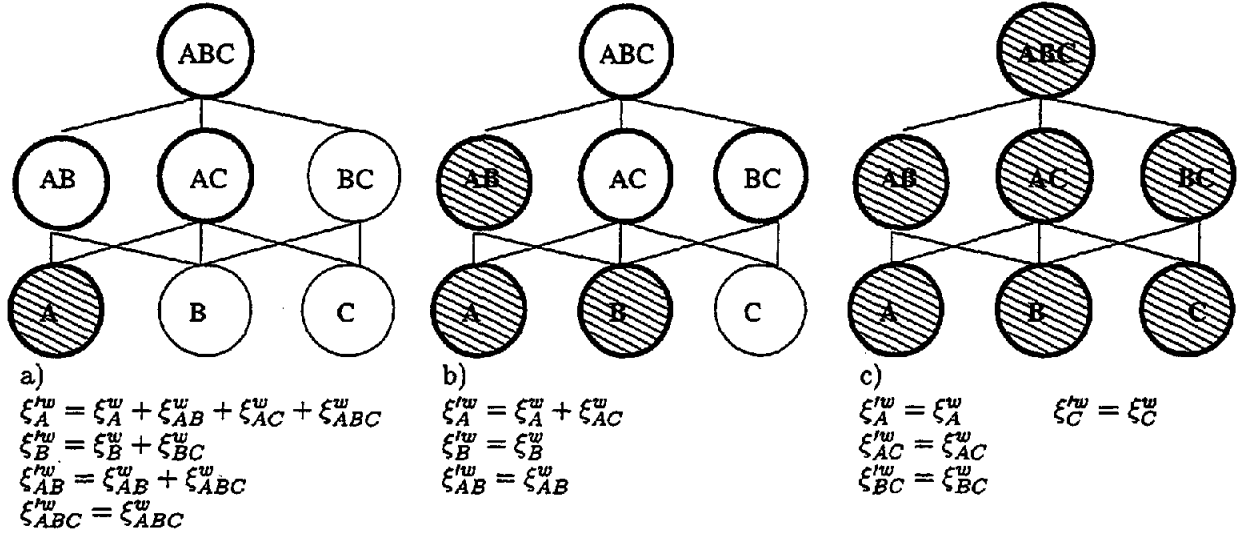 ABC
AB AC BC
A B C
a)
ξ'^w_A = ξ^w_A + ξ^w_AB + ξ^w_AC + ξ^w_ABC
ξ'^w_B = ξ^w_B + ξ^w_BC
ξ'^w_AB = ξ^w_AB + ξ^w_ABC
ξ'^w_ABC = ξ^w_ABC
ABC
AB AC BC
A B C
b)
ξ'^w_A = ξ^w_A + ξ^w_AC
ξ'^w_B = ξ^w_B
ξ'^w_AB = ξ^w_AB
ABC
AB AC BC
A B C
c)
ξ'^w_A = ξ^w_A ξ'^w_C = ξ^w_C
ξ'^w_AC = ξ^w_AC
ξ'^w_BC = ξ^w_BC